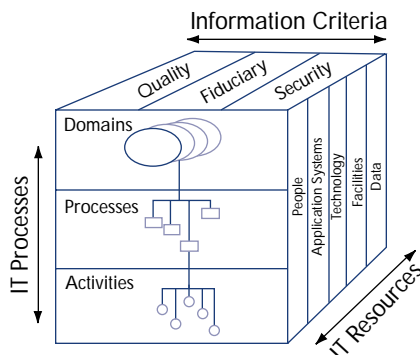 Information Criteria
Quality
Fiduciary
Security
Domains
Processes
Activities
IT Processes
People
Application Systems
Technology
Facilities
Data
IT Resources